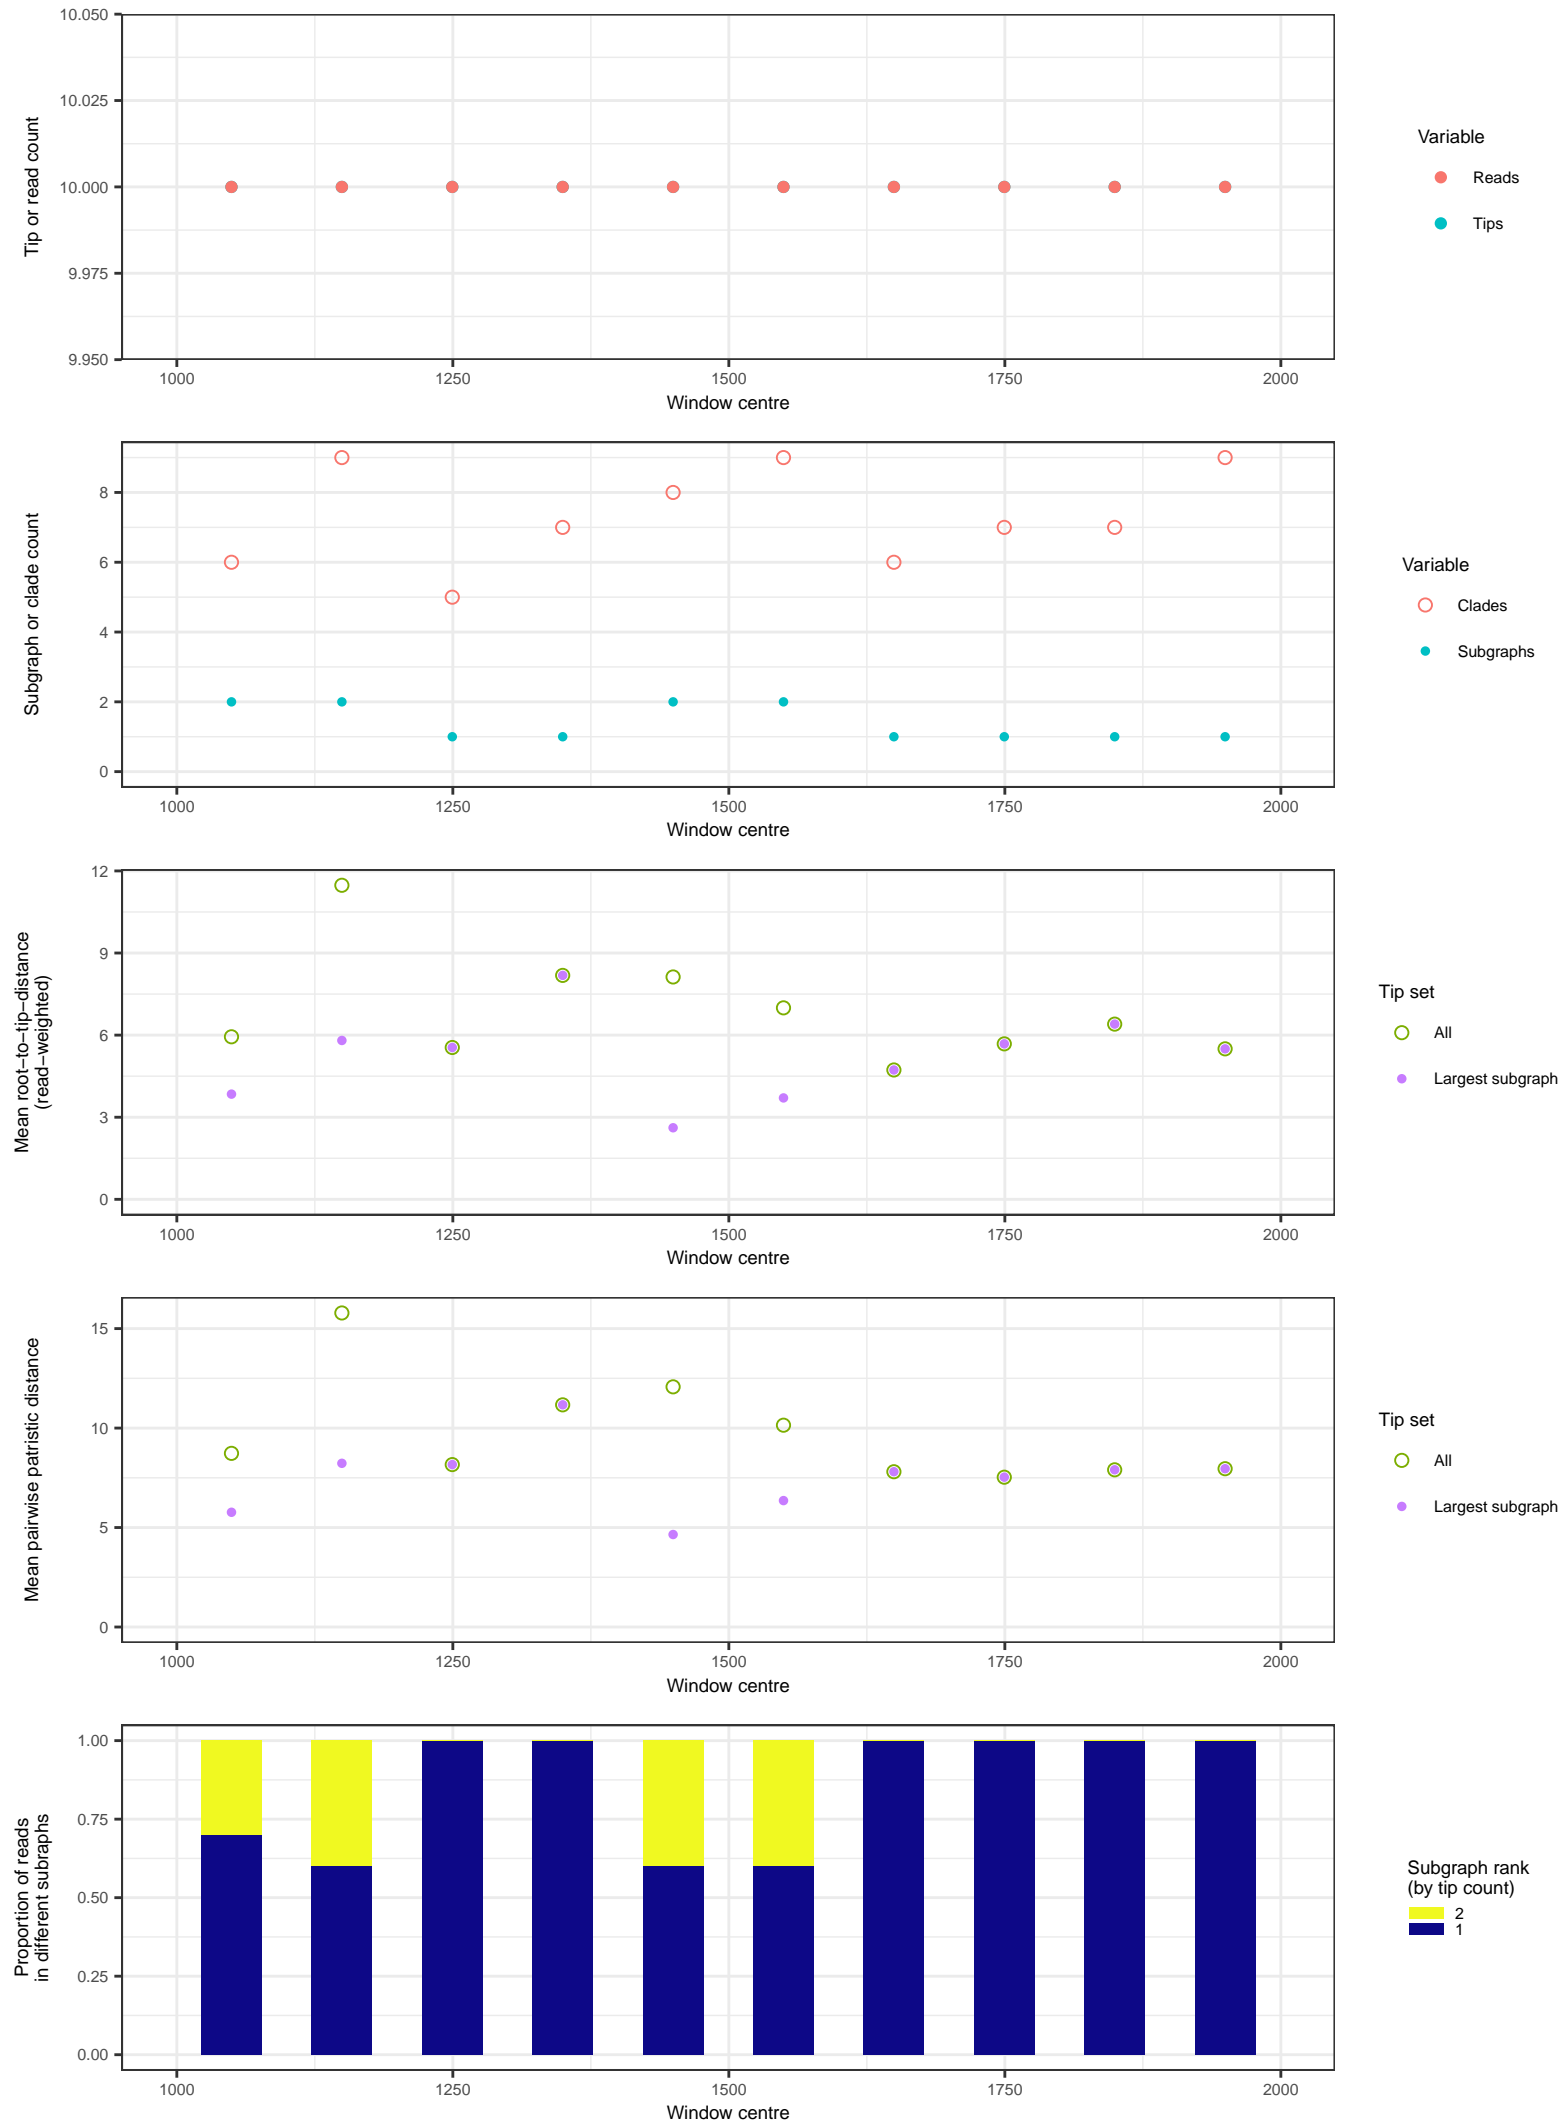 10.050
10.025
10.000
9.975
9.950
Tip or read count
1000 1250 1500 1750 2000
Window centre
Variable
Reads
Tips
8
6
4
2
0
Subgraph or clade count
1000 1250 1500 1750 2000
Window centre
Variable
Clades
Subgraphs
12
9
6
3
0
Mean root−to−tip−distance
(read−weighted)
1000 1250 1500 1750 2000
Window centre
Tip set
All
Largest subgraph
15
10
5
0
Mean pairwise patristic distance
1000 1250 1500 1750 2000
Window centre
Tip set
All
Largest subgraph
1.00
0.75
0.50
0.25
0.00
Proportion of reads
in different subraphs
1000 1250 1500 1750 2000
Window centre
Subgraph rank
(by tip count)
2
1